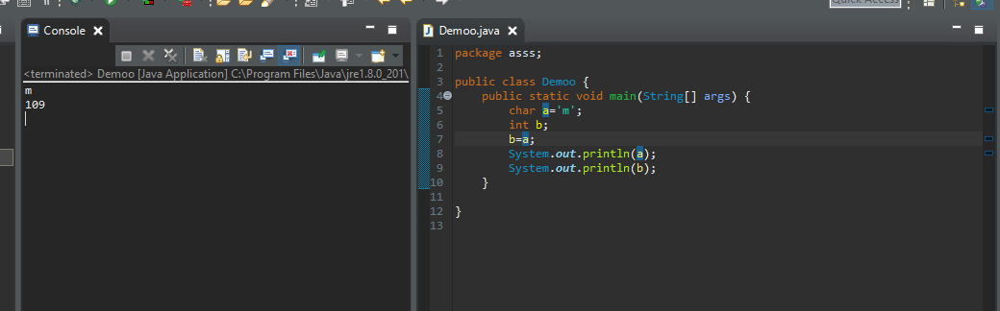 Quick Access
Console
<terminated> Demoo [Java Application] C:\Program Files\Java\jre1.8.0_201\
m
109
Demoo.java
1 package asss;
2
3 public class Demoo {
4 public static void main(String[] args) {
5 char a='m';
6 int b;
7 b=a;
8 System.out.println(a);
9 System.out.println(b);
10 }
11
12 }
13